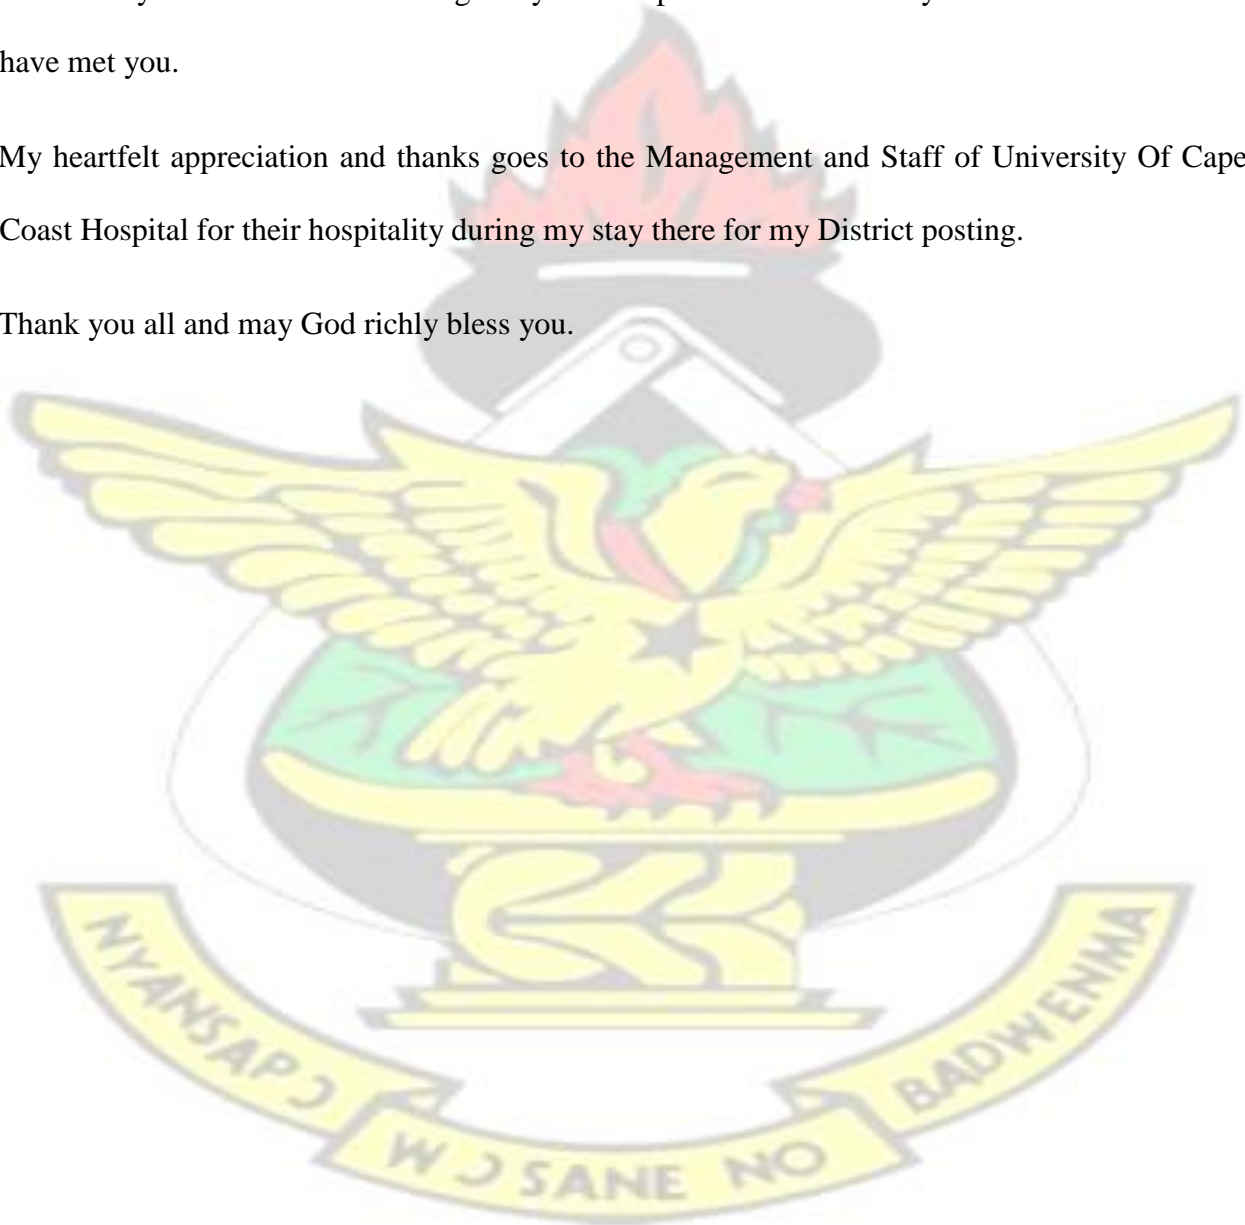 have met you.
My heartfelt appreciation and thanks goes to the Management and Staff of University Of Cape
Coast Hospital for their hospitality during my stay there for my District posting.
Thank you all and may God richly bless you.
NYANSAPƆ
WƆSANE NO
BADWENMA